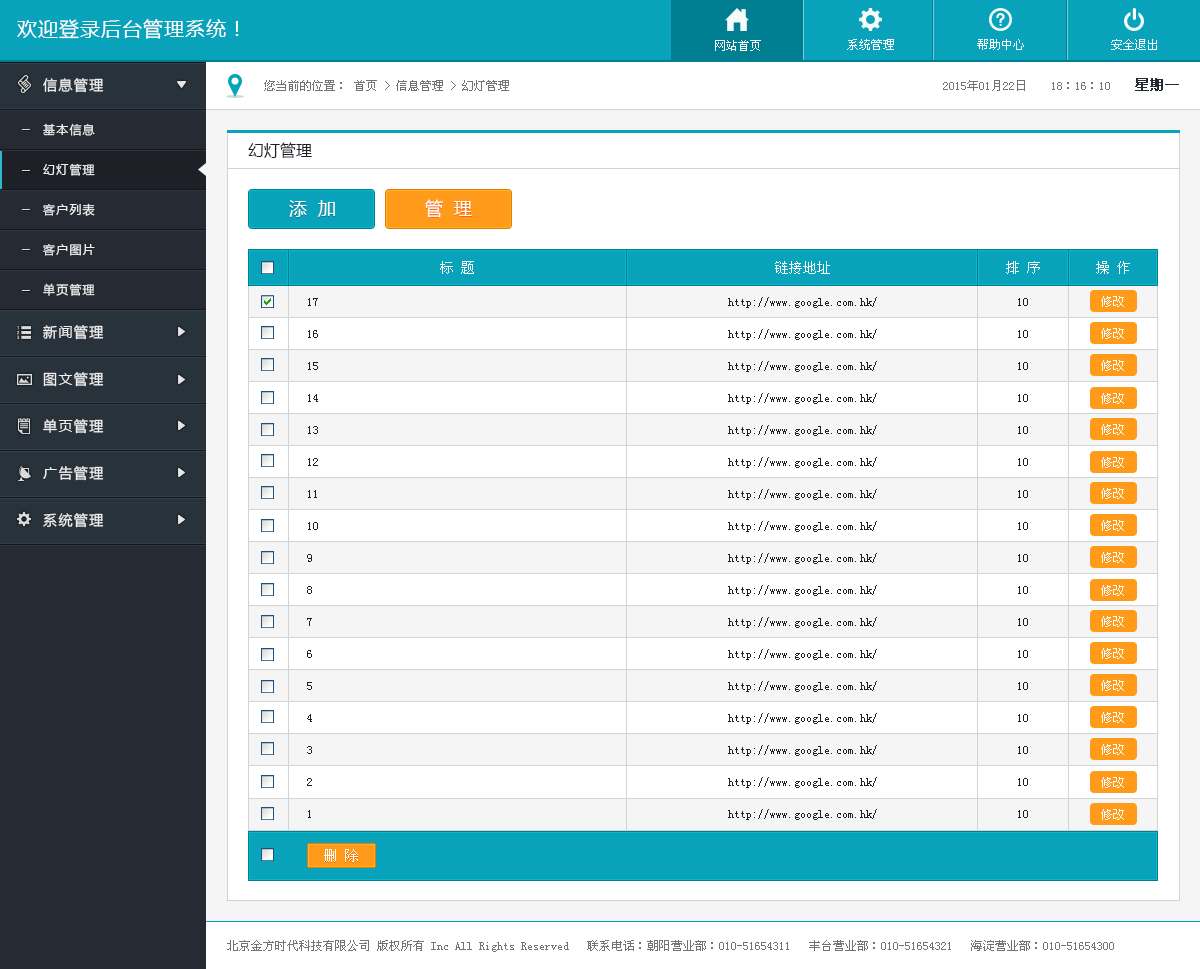 欢迎登录后台管理系统！
网站首页 系统管理 帮助中心 安全退出
信息管理
基本信息
幻灯管理
客户列表
客户图片
单页管理
新闻管理
图文管理
单页管理
广告管理
系统管理
您当前的位置： 首页 > 信息管理 > 幻灯管理
2015年01月22日 18：16：10 星期一
幻灯管理
添 加 管 理
标 题 链接地址 排 序 操 作
17 http://www.google.com.hk/ 10 修改
16 http://www.google.com.hk/ 10 修改
15 http://www.google.com.hk/ 10 修改
14 http://www.google.com.hk/ 10 修改
13 http://www.google.com.hk/ 10 修改
12 http://www.google.com.hk/ 10 修改
11 http://www.google.com.hk/ 10 修改
10 http://www.google.com.hk/ 10 修改
9 http://www.google.com.hk/ 10 修改
8 http://www.google.com.hk/ 10 修改
7 http://www.google.com.hk/ 10 修改
6 http://www.google.com.hk/ 10 修改
5 http://www.google.com.hk/ 10 修改
4 http://www.google.com.hk/ 10 修改
3 http://www.google.com.hk/ 10 修改
2 http://www.google.com.hk/ 10 修改
1 http://www.google.com.hk/ 10 修改
删 除
北京金方时代科技有限公司 版权所有 Inc All Rights Reserved 联系电话：朝阳营业部：010-51654311 丰台营业部：010-51654321 海淀营业部：010-51654300